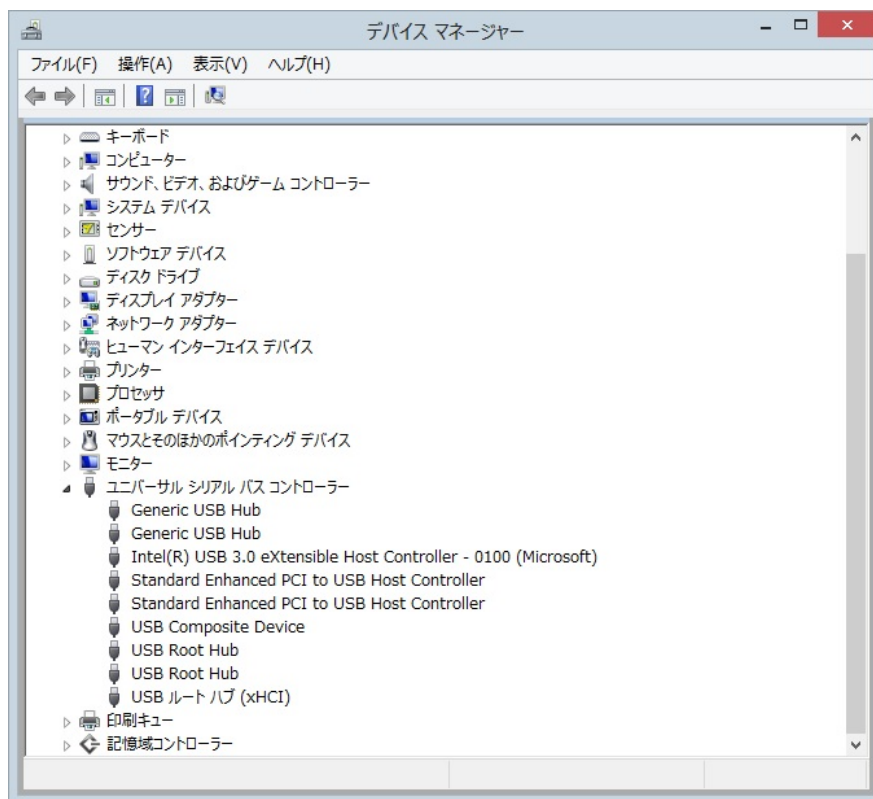 デバイス マネージャー
ファイル(F) 操作(A) 表示(V) ヘルプ(H)
キーボード
コンピューター
サウンド、ビデオ、およびゲーム コントローラー
システム デバイス
センサー
ソフトウェア デバイス
ディスク ドライブ
ディスプレイ アダプター
ネットワーク アダプター
ヒューマン インターフェイス デバイス
プリンター
プロセッサ
ポータブル デバイス
マウスとそのほかのポインティング デバイス
モニター
ユニバーサル シリアル バス コントローラー
Generic USB Hub
Generic USB Hub
Intel(R) USB 3.0 eXtensible Host Controller - 0100 (Microsoft)
Standard Enhanced PCI to USB Host Controller
Standard Enhanced PCI to USB Host Controller
USB Composite Device
USB Root Hub
USB Root Hub
USB ルート ハブ (xHCI)
印刷キュー
記憶域コントローラー